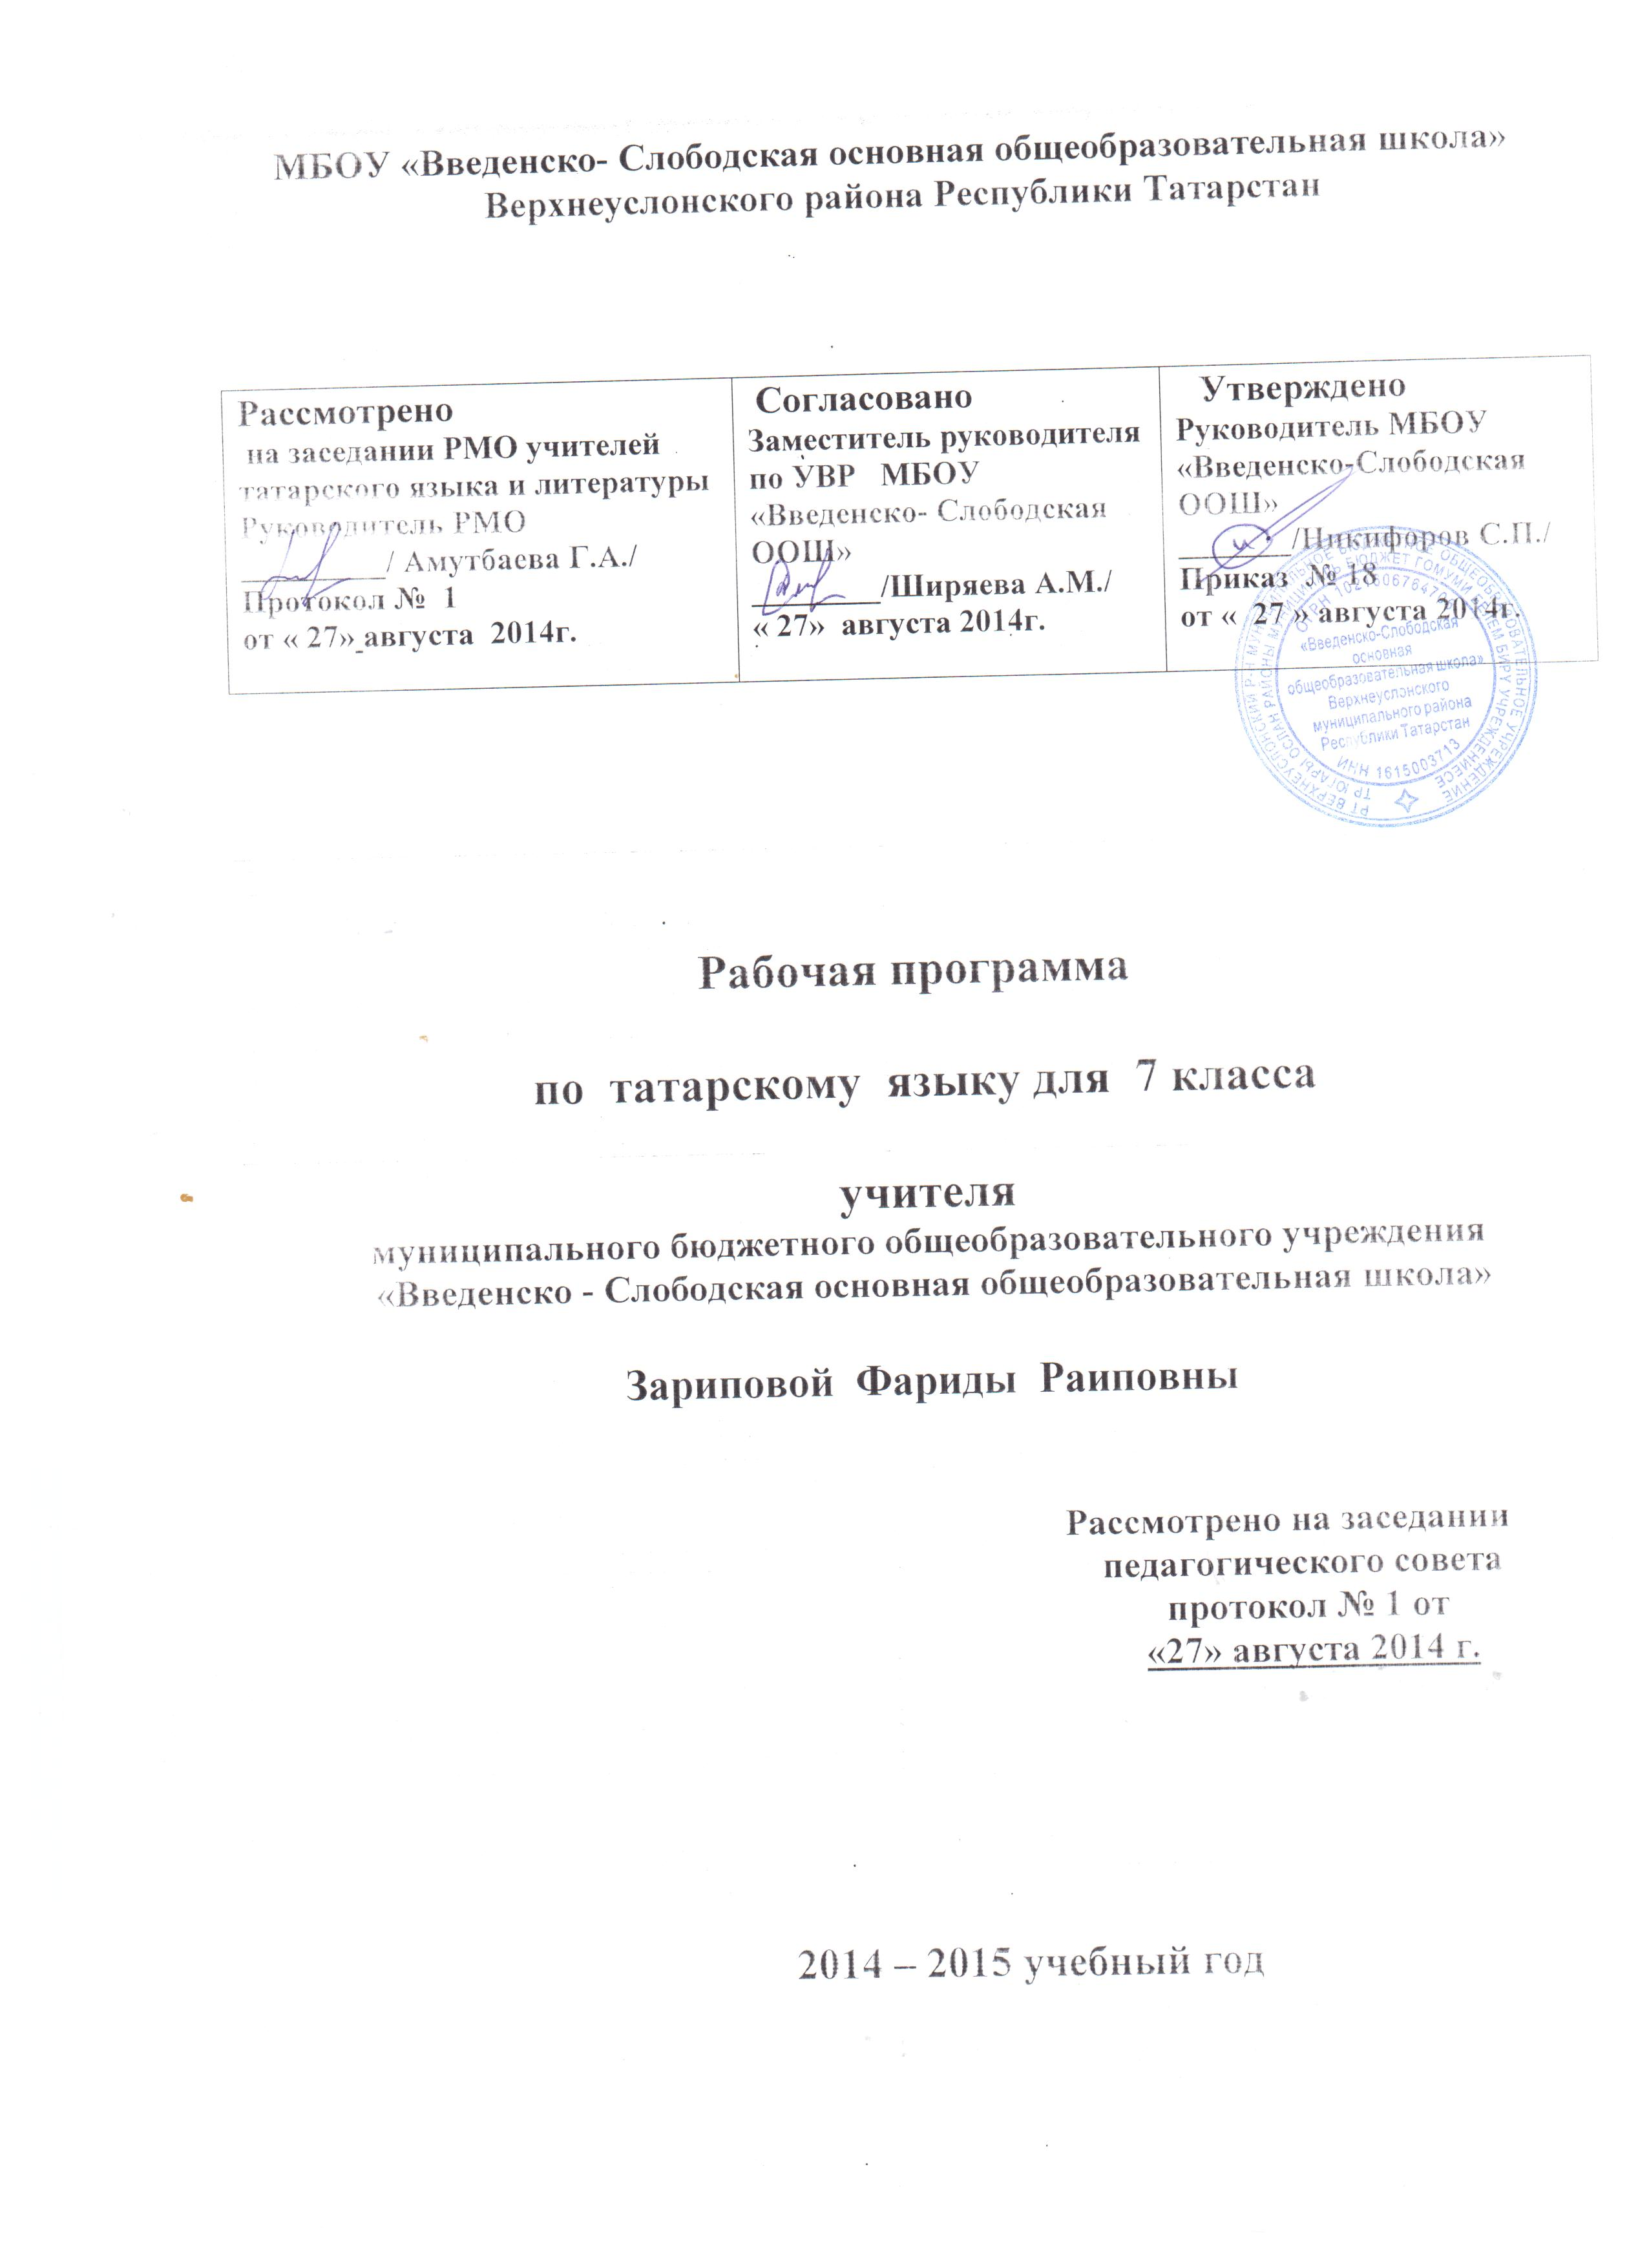 МБОУ «Введенско- Слободская основная общеобразовательная школа»
Верхнеуслонского района Республики Татарстан
Рассмотрено
на заседании РМО учителей
татарского языка и литературы
Руководитель РМО
_________/ Амутбаева Г.А./
Протокол № 1
от « 27» августа 2014г.
Согласовано
Заместитель руководителя
по УВР МБОУ
«Введенско- Слободская
ООШ»
________/Ширяева А.М./
« 27» августа 2014г.
Утверждено
Руководитель МБОУ
«Введенско-Слободская
ООШ»
_______/Никифоров С.П./
Приказ № 18
от « 27 » августа 2014г.
«Введенско-Слободская
основная
общеобразовательная школа»
Верхнеуслонского
муниципального района
Республики Татарстан
ИНН 1615003713
Рабочая программа
по татарскому языку для 7 класса
учителя
муниципального бюджетного общеобразовательного учреждения
«Введенско - Слободская основная общеобразовательная школа»
Зариповой Фариды Раиповны
Рассмотрено на заседании
педагогического совета
протокол № 1 от
«27» августа 2014 г.
2014 – 2015 учебный год